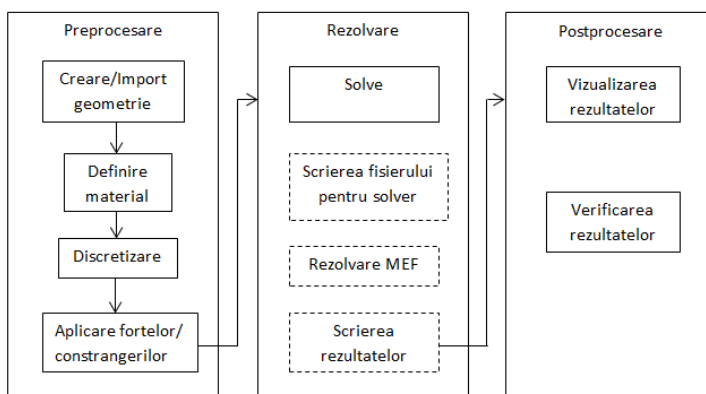 Preprocesare
Creare/Import
geometrie
Definire
material
Discretizare
Aplicare fortelor/
constrangerilor
Rezolvare
Solve
Scrierea fisierului
pentru solver
Rezolvare MEF
Scrierea
rezultatelor
Postprocesare
Vizualizarea
rezultatelor
Verificarea
rezultatelor